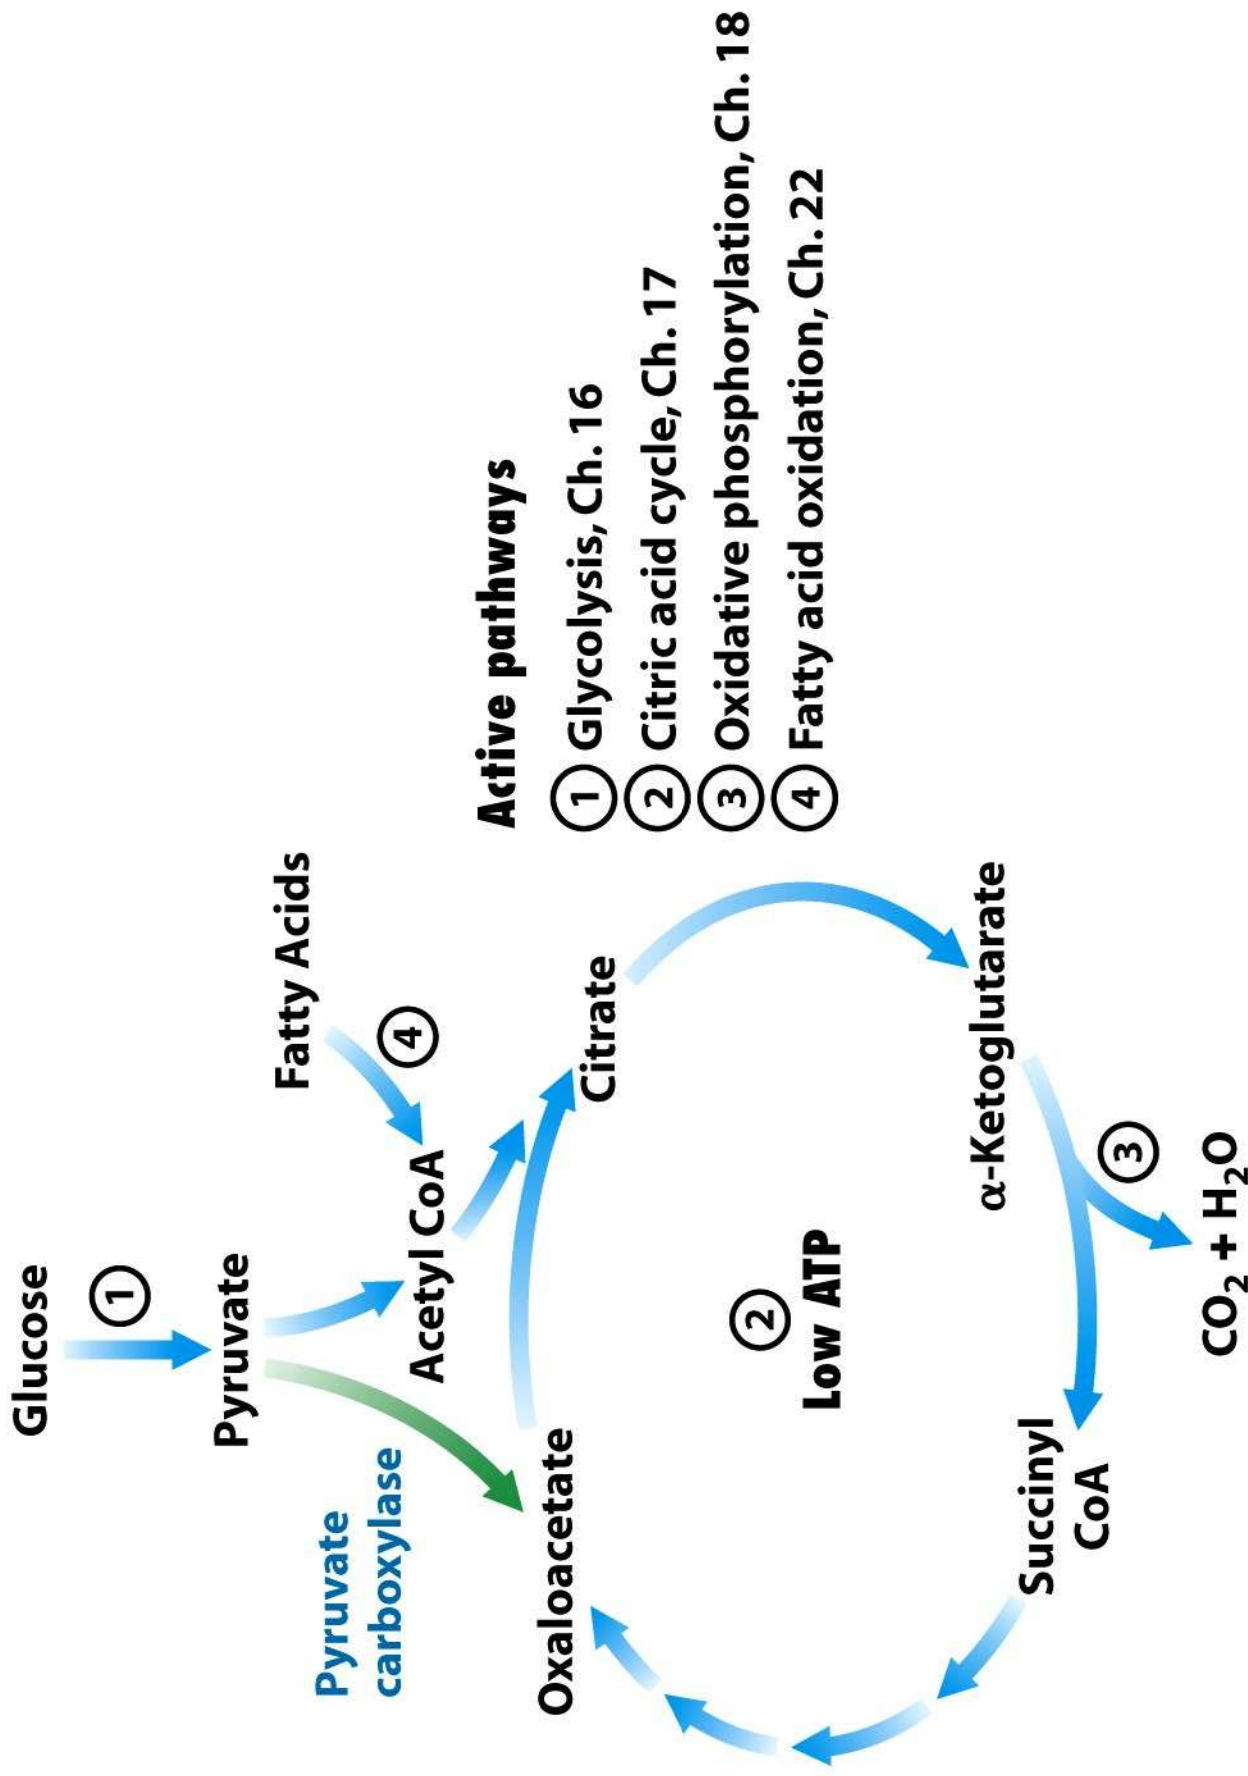 Glucose
①
Pyruvate
Fatty Acids
④
Pyruvate
carboxylase
Acetyl CoA
Oxaloacetate
Citrate
②
Low ATP
Succinyl
CoA
α-Ketoglutarate
③
CO₂ + H₂O
Active pathways
① Glycolysis, Ch. 16
② Citric acid cycle, Ch. 17
③ Oxidative phosphorylation, Ch. 18
④ Fatty acid oxidation, Ch. 22